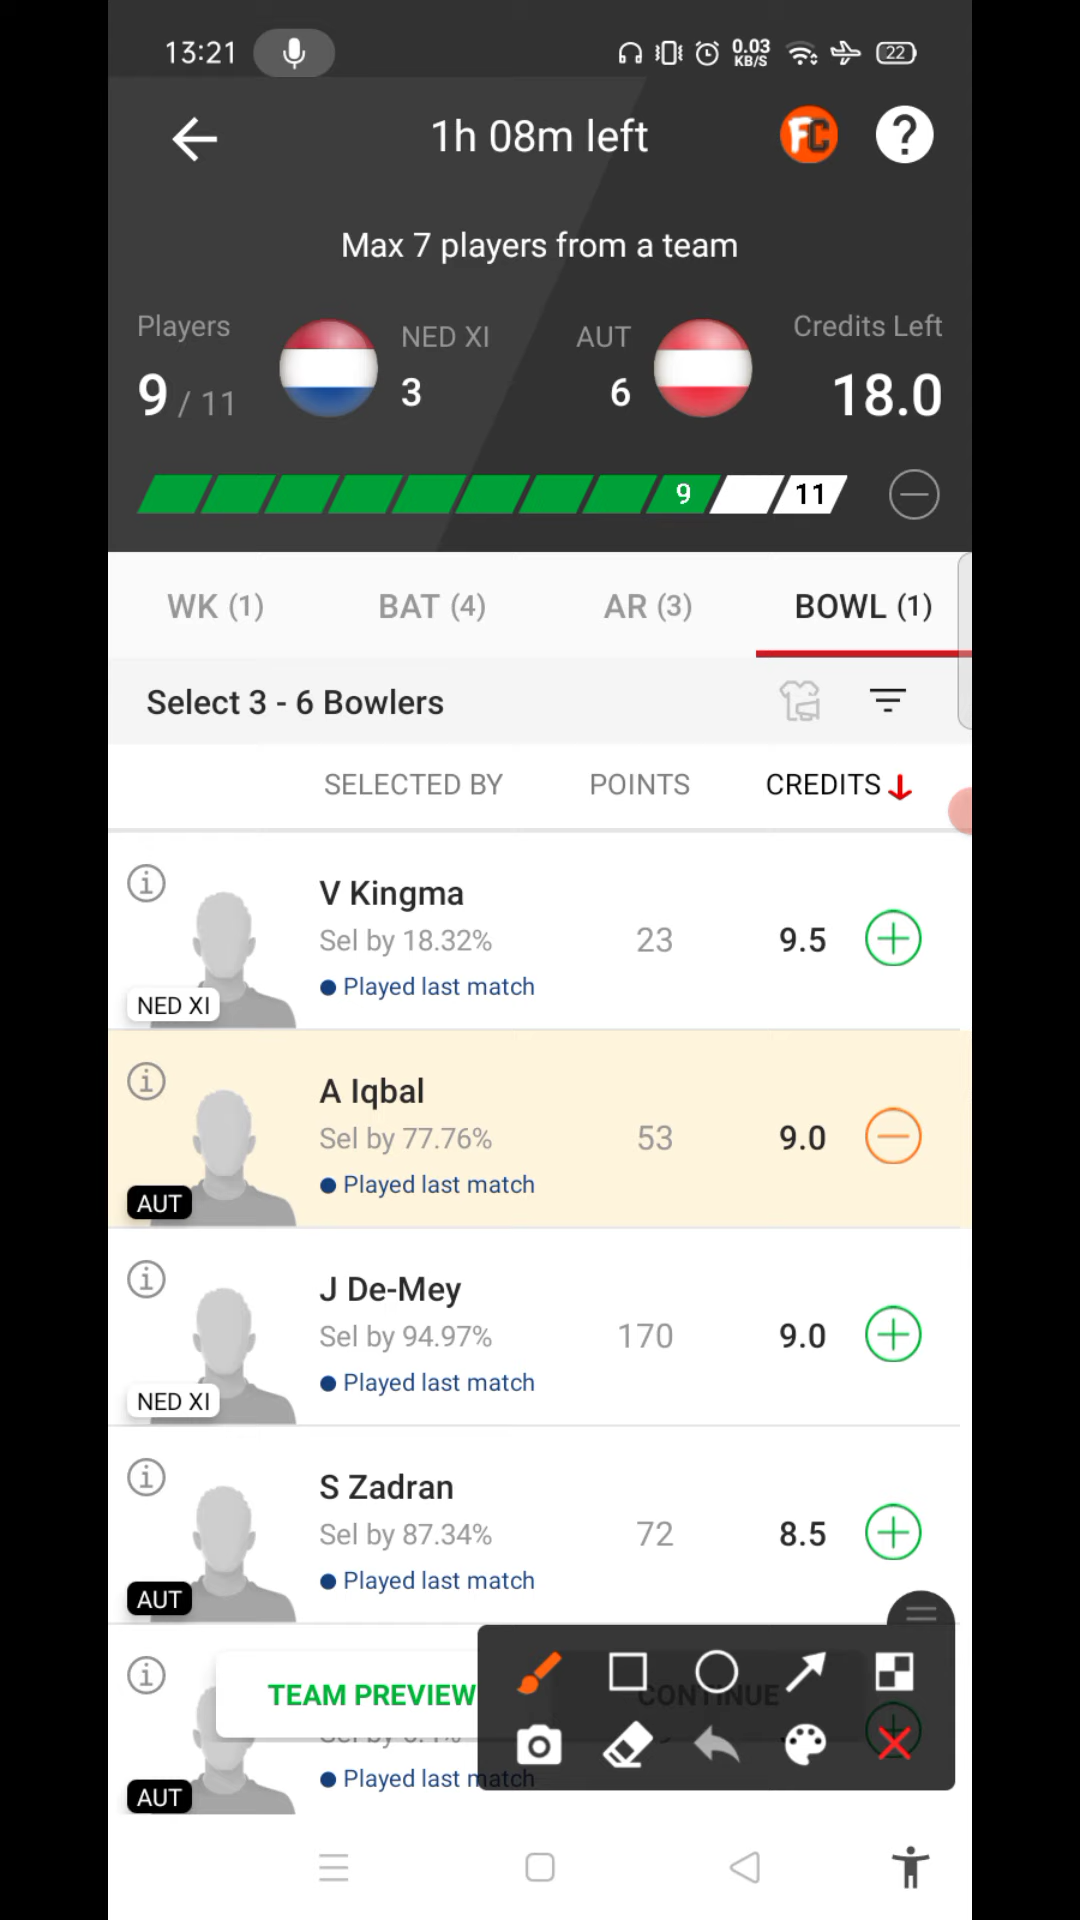 13:21
0.03
KB/S
22
1h 08m left
FC
?
Max 7 players from a team
Players
NED XI
AUT
Credits Left
9 / 11
3
6
18.0
9
11
WK (1)
BAT (4)
AR (3)
BOWL (1)
Select 3 - 6 Bowlers
SELECTED BY
POINTS
CREDITS
V Kingma
Sel by 18.32%
23
9.5
Played last match
NED XI
A Iqbal
Sel by 77.76%
53
9.0
Played last match
AUT
J De-Mey
Sel by 94.97%
170
9.0
Played last match
NED XI
S Zadran
Sel by 87.34%
72
8.5
Played last match
AUT
TEAM PREVIEW
CONTINUE
Played last match
AUT